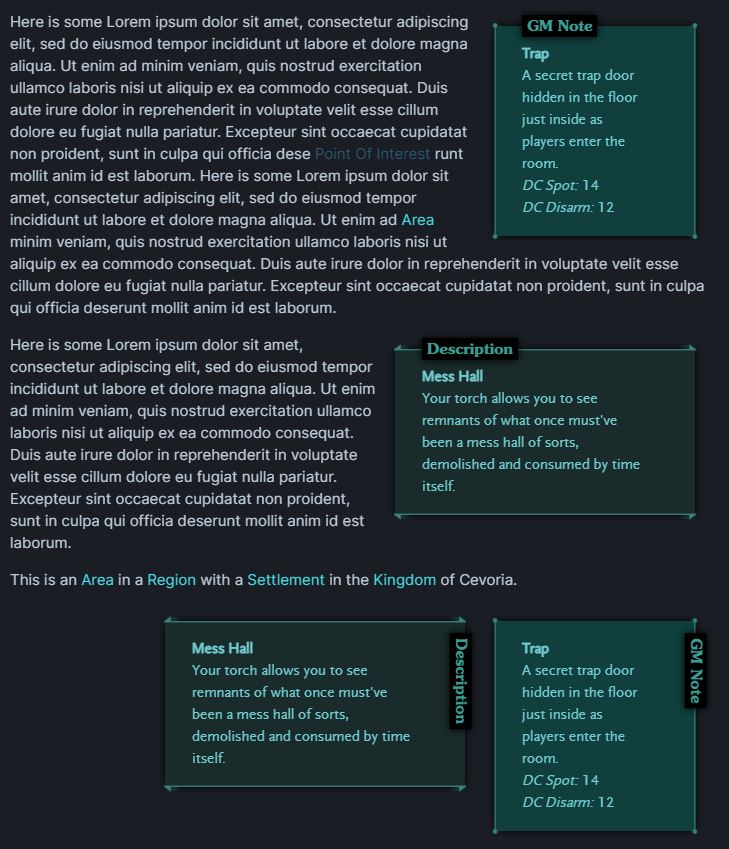 Here is some Lorem ipsum dolor sit amet, consectetur adipiscing
elit, sed do eiusmod tempor incididunt ut labore et dolore magna
aliqua. Ut enim ad minim veniam, quis nostrud exercitation
ullamco laboris nisi ut aliquip ex ea commodo consequat. Duis
aute irure dolor in reprehenderit in voluptate velit esse cillum
dolore eu fugiat nulla pariatur. Excepteur sint occaecat cupidatat
non proident, sunt in culpa qui officia dese Point Of Interest runt
mollit anim id est laborum. Here is some Lorem ipsum dolor sit
amet, consectetur adipiscing elit, sed do eiusmod tempor
incididunt ut labore et dolore magna aliqua. Ut enim ad Area
minim veniam, quis nostrud exercitation ullamco laboris nisi ut
aliquip ex ea commodo consequat. Duis aute irure dolor in reprehenderit in voluptate velit esse
cillum dolore eu fugiat nulla pariatur. Excepteur sint occaecat cupidatat non proident, sunt in culpa
qui officia deserunt mollit anim id est laborum.
GM Note
Trap
A secret trap door
hidden in the floor
just inside as
players enter the
room.
DC Spot: 14
DC Disarm: 12
Here is some Lorem ipsum dolor sit amet,
consectetur adipiscing elit, sed do eiusmod tempor
incididunt ut labore et dolore magna aliqua. Ut enim
ad minim veniam, quis nostrud exercitation ullamco
laboris nisi ut aliquip ex ea commodo consequat.
Duis aute irure dolor in reprehenderit in voluptate
velit esse cillum dolore eu fugiat nulla pariatur.
Excepteur sint occaecat cupidatat non proident,
sunt in culpa qui officia deserunt mollit anim id est
laborum.
Description
Mess Hall
Your torch allows you to see
remnants of what once must've
been a mess hall of sorts,
demolished and consumed by time
itself.
This is an Area in a Region with a Settlement in the Kingdom of Cevoria.
Mess Hall
Your torch allows you to see
remnants of what once must've
been a mess hall of sorts,
demolished and consumed by time
itself.
Description
Trap
A secret trap door
hidden in the floor
just inside as
players enter the
room.
DC Spot: 14
DC Disarm: 12
GM Note